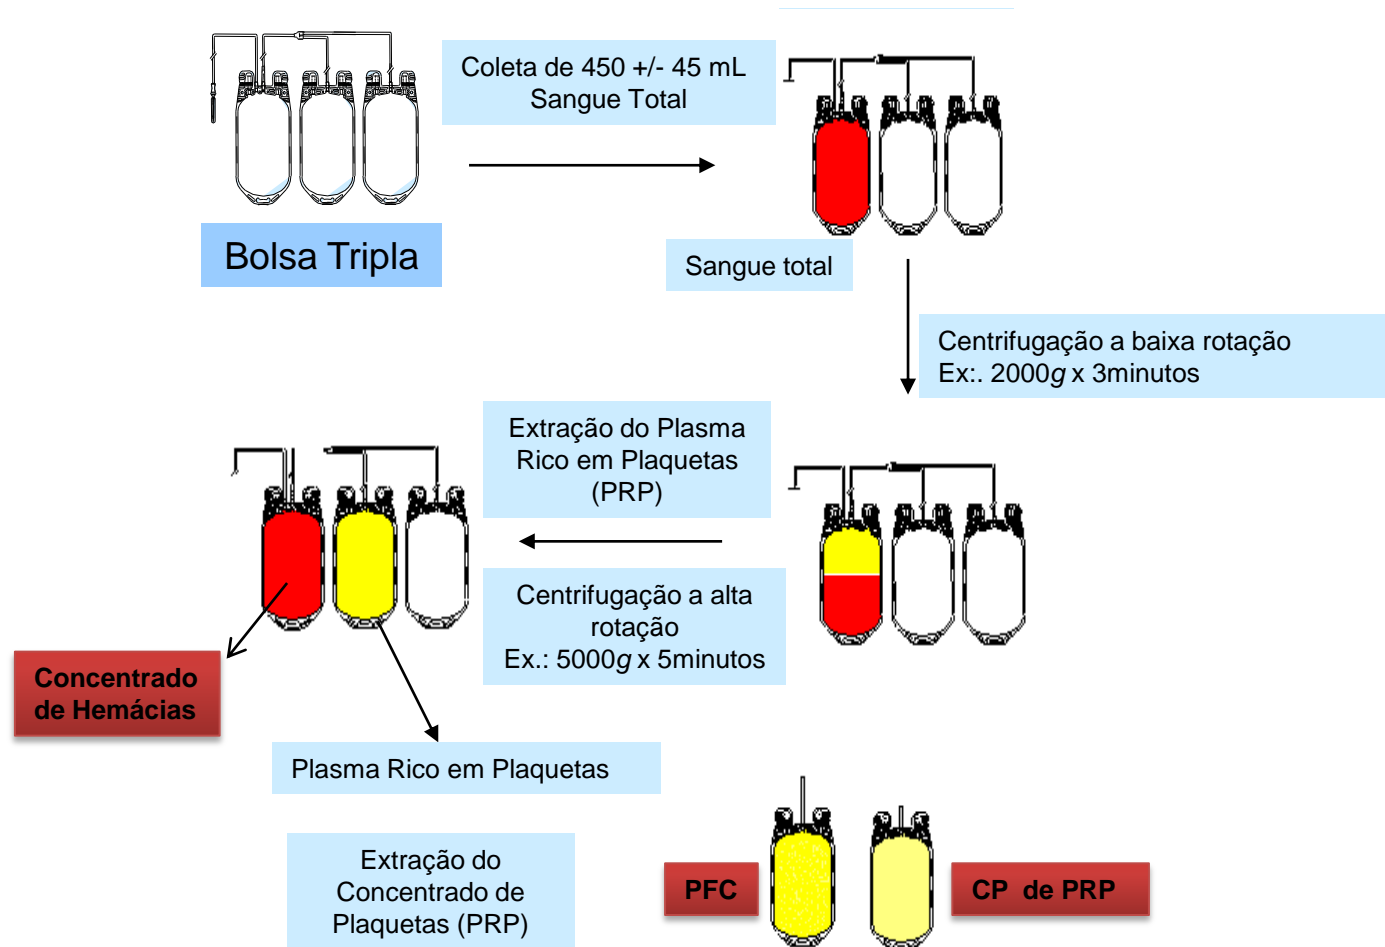 Coleta de 450 +/- 45 mL
Sangue Total
Bolsa Tripla
Sangue total
Centrifugação a baixa rotação
Ex:. 2000g x 3minutos
Extração do Plasma
Rico em Plaquetas
(PRP)
Centrifugação a alta
rotação
Ex.: 5000g x 5minutos
Concentrado
de Hemácias
Plasma Rico em Plaquetas
Extração do
Concentrado de
Plaquetas (PRP)
PFC
CP de PRP